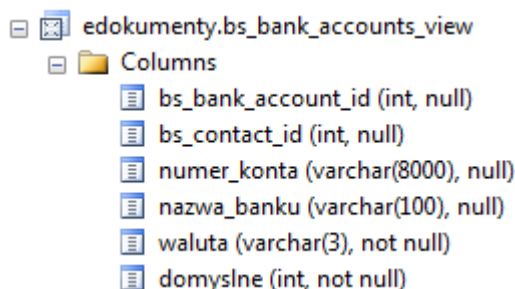 edokumenty.bs_bank_accounts_view
Columns
bs_bank_account_id (int, null)
bs_contact_id (int, null)
numer_konta (varchar(8000), null)
nazwa_banku (varchar(100), null)
waluta (varchar(3), not null)
domyslne (int, not null)